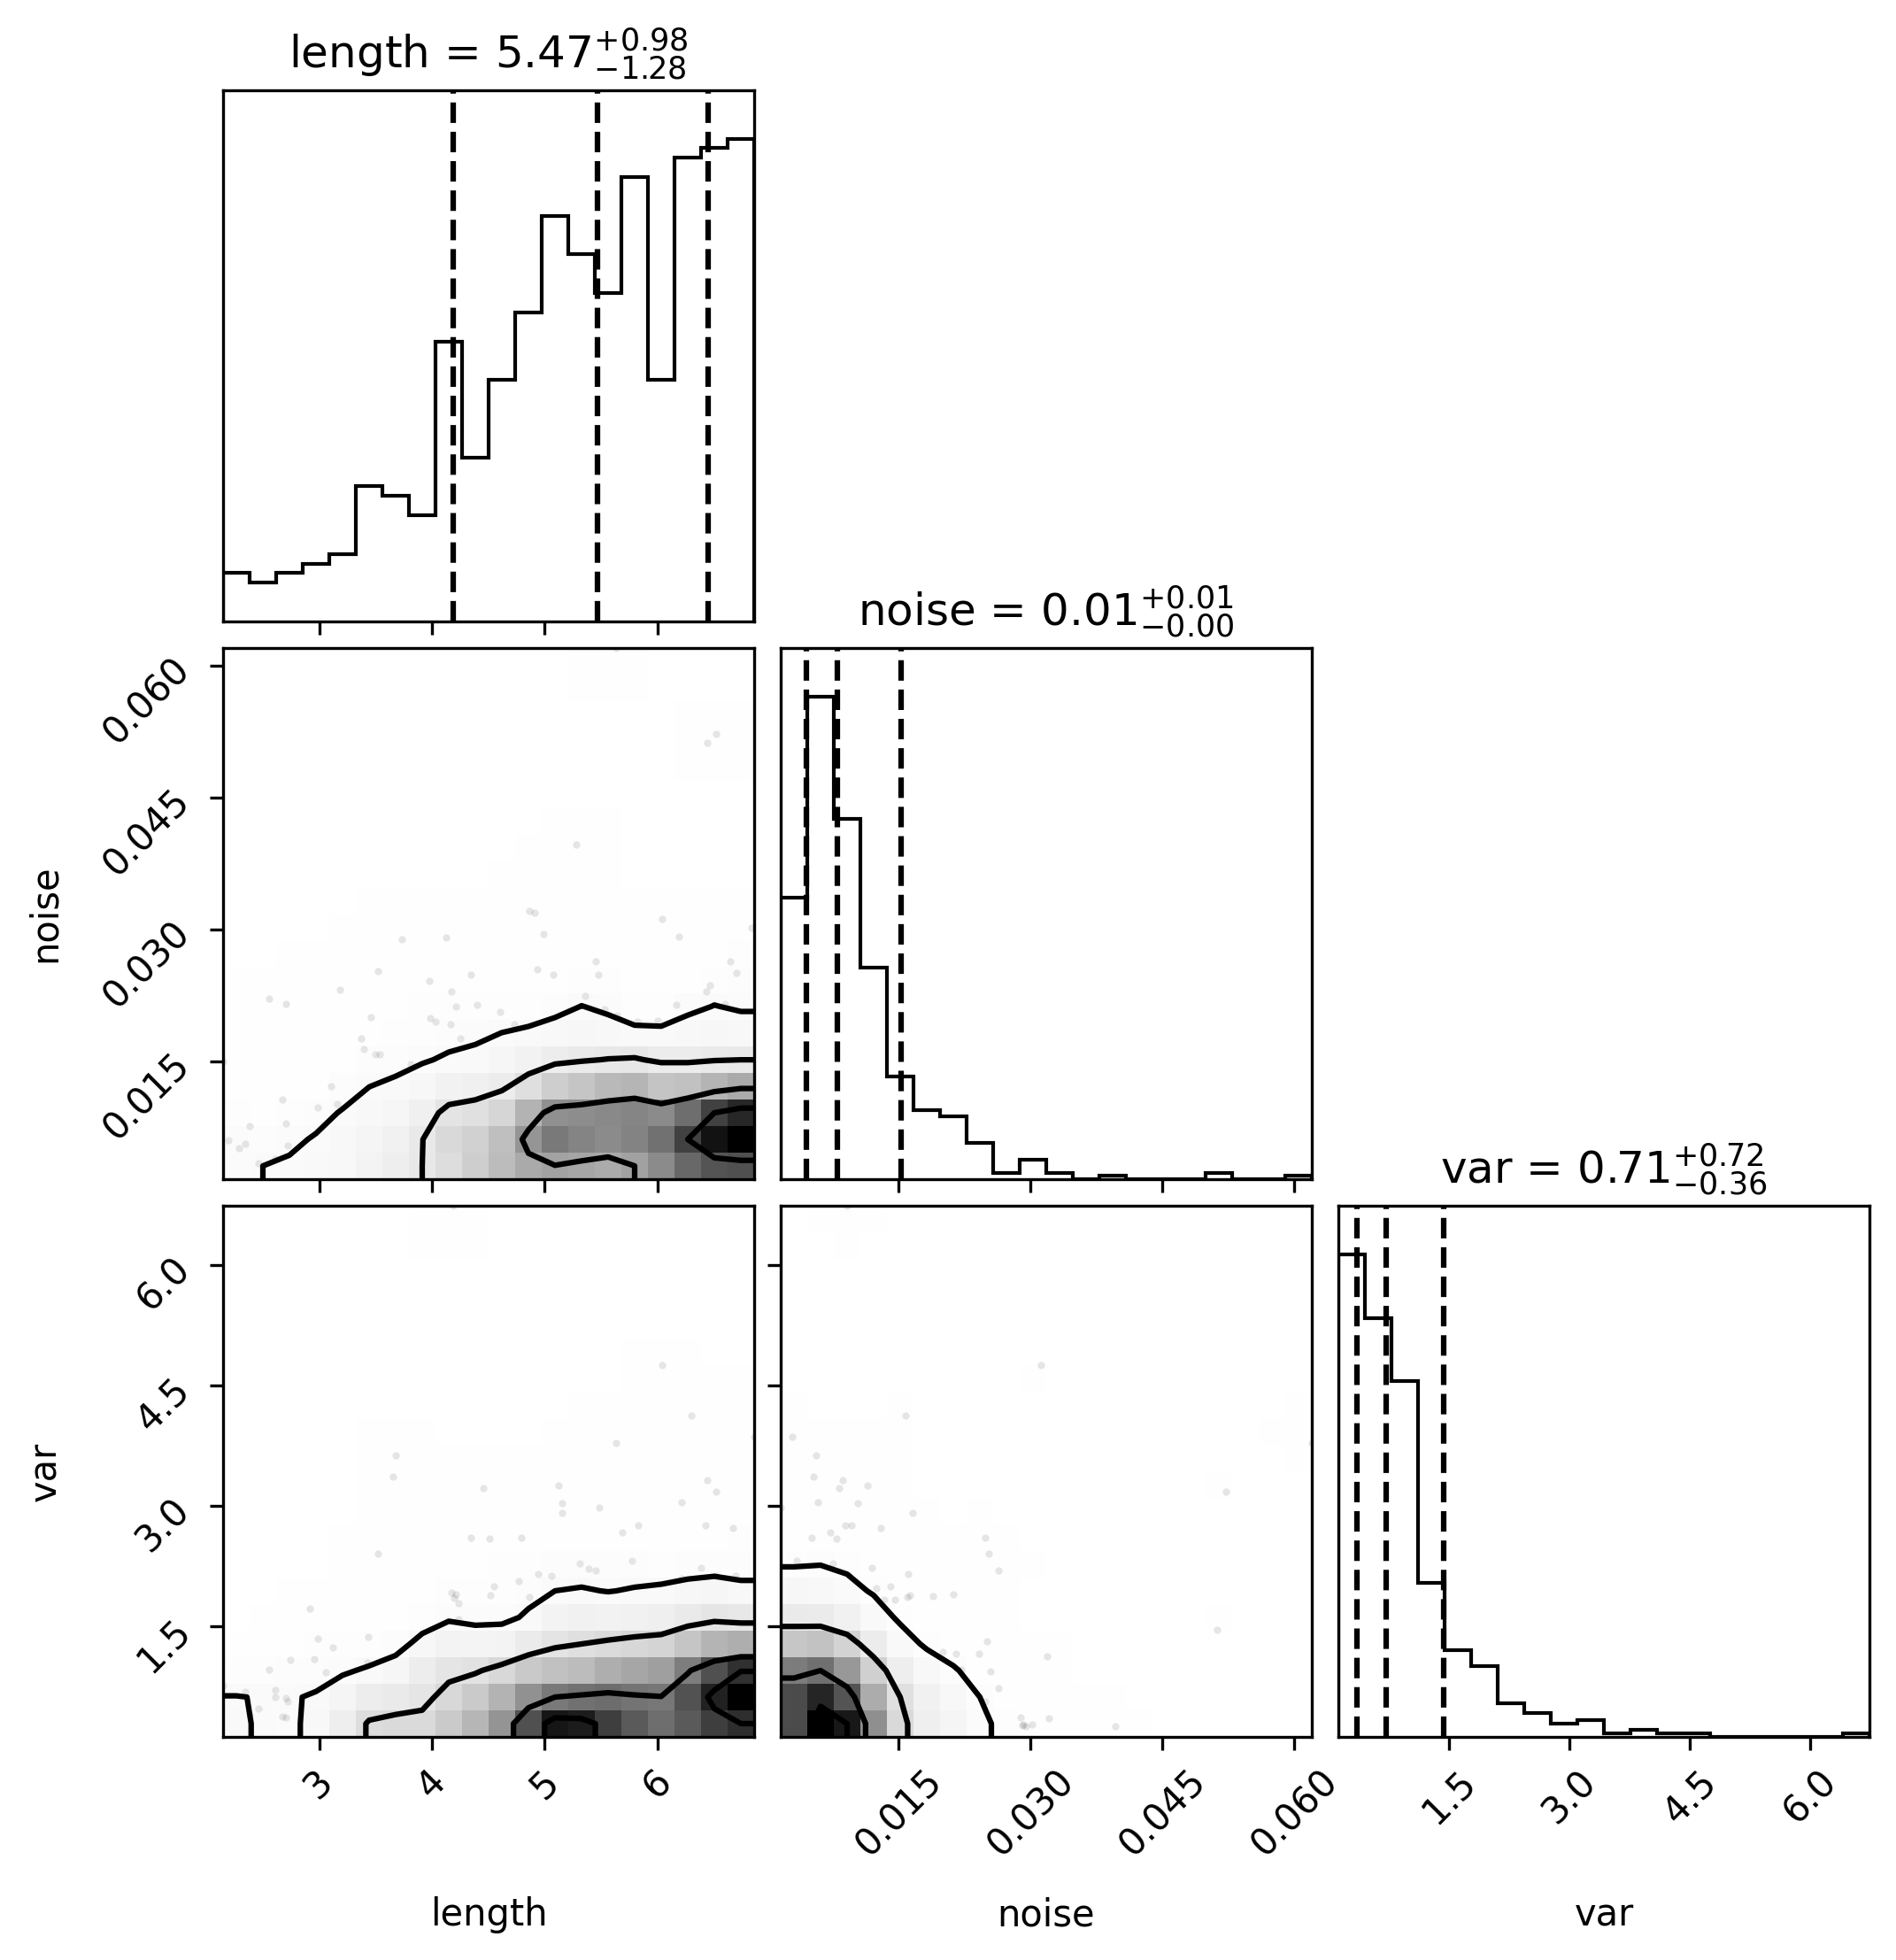 length = 5.47+0.98−1.28
noise = 0.01+0.01−0.00
0.060
0.045
0.030
0.015
noise
var = 0.71+0.72−0.36
6.0
4.5
3.0
1.5
var
3 4 5 6 0.015 0.030 0.045 0.060 1.5 3.0 4.5 6.0
length noise var